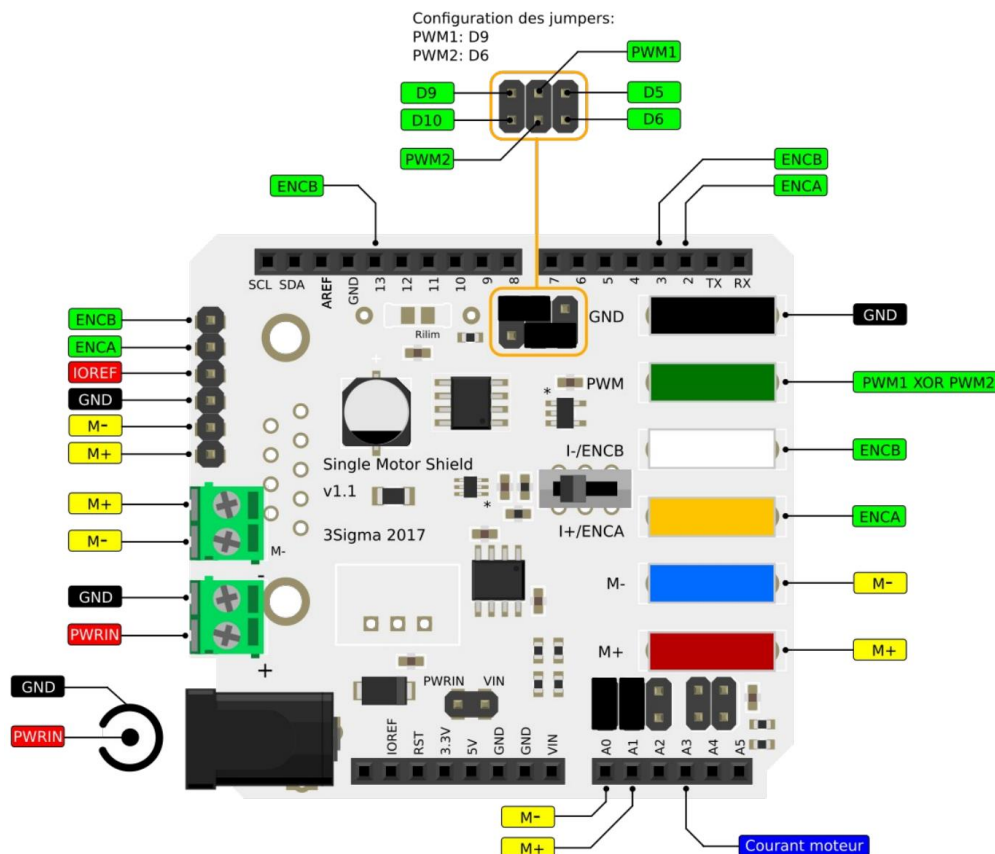 Configuration des jumpers:
PWM1: D9
PWM2: D6
PWM1
D9
D5
D10
D6
PWM2
ENCB
ENCB
ENCA
SCL SDA AREF GND 13 12 11 10 9 8
7 6 5 4 3 2 TX RX
ENCB
ENCA
IOREF
GND
M-
M+
M+
M-
GND
PWRIN
GND
PWRIN
Rilim
+
*
Single Motor Shield
v1.1
3Sigma 2017
*
M-
-
+
GND
PWM
I-/ENCB
I+/ENCA
M-
M+
GND
PWM1 XOR PWM2
ENCB
ENCA
M-
M+
PWRIN VIN
IOREF RST 3.3V 5V GND GND VIN
A0 A1 A2 A3 A4 A5
M-
M+
Courant moteur